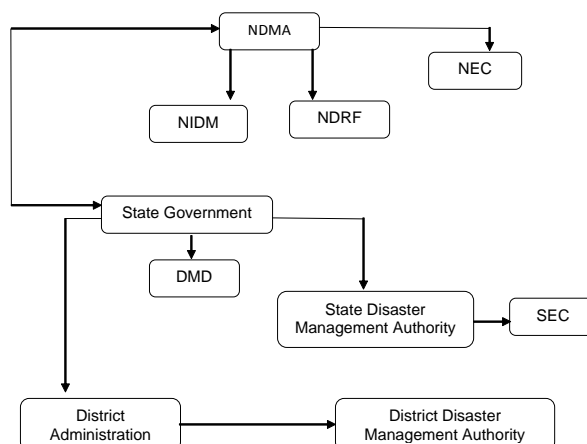 NDMA
NEC
NIDM
NDRF
State Government
DMD
State Disaster
Management Authority
SEC
District
Administration
District Disaster
Management Authority